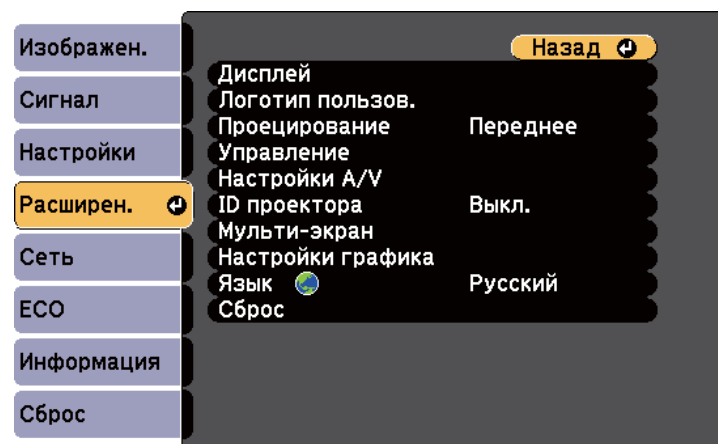 Изображен.
Сигнал
Настройки
Расширен.
Сеть
ECO
Информация
Сброс
Назад
Дисплей
Логотип пользов.
Проецирование Переднее
Управление
Настройки A/V
ID проектора Выкл.
Мульти-экран
Настройки графика
Язык Русский
Сброс